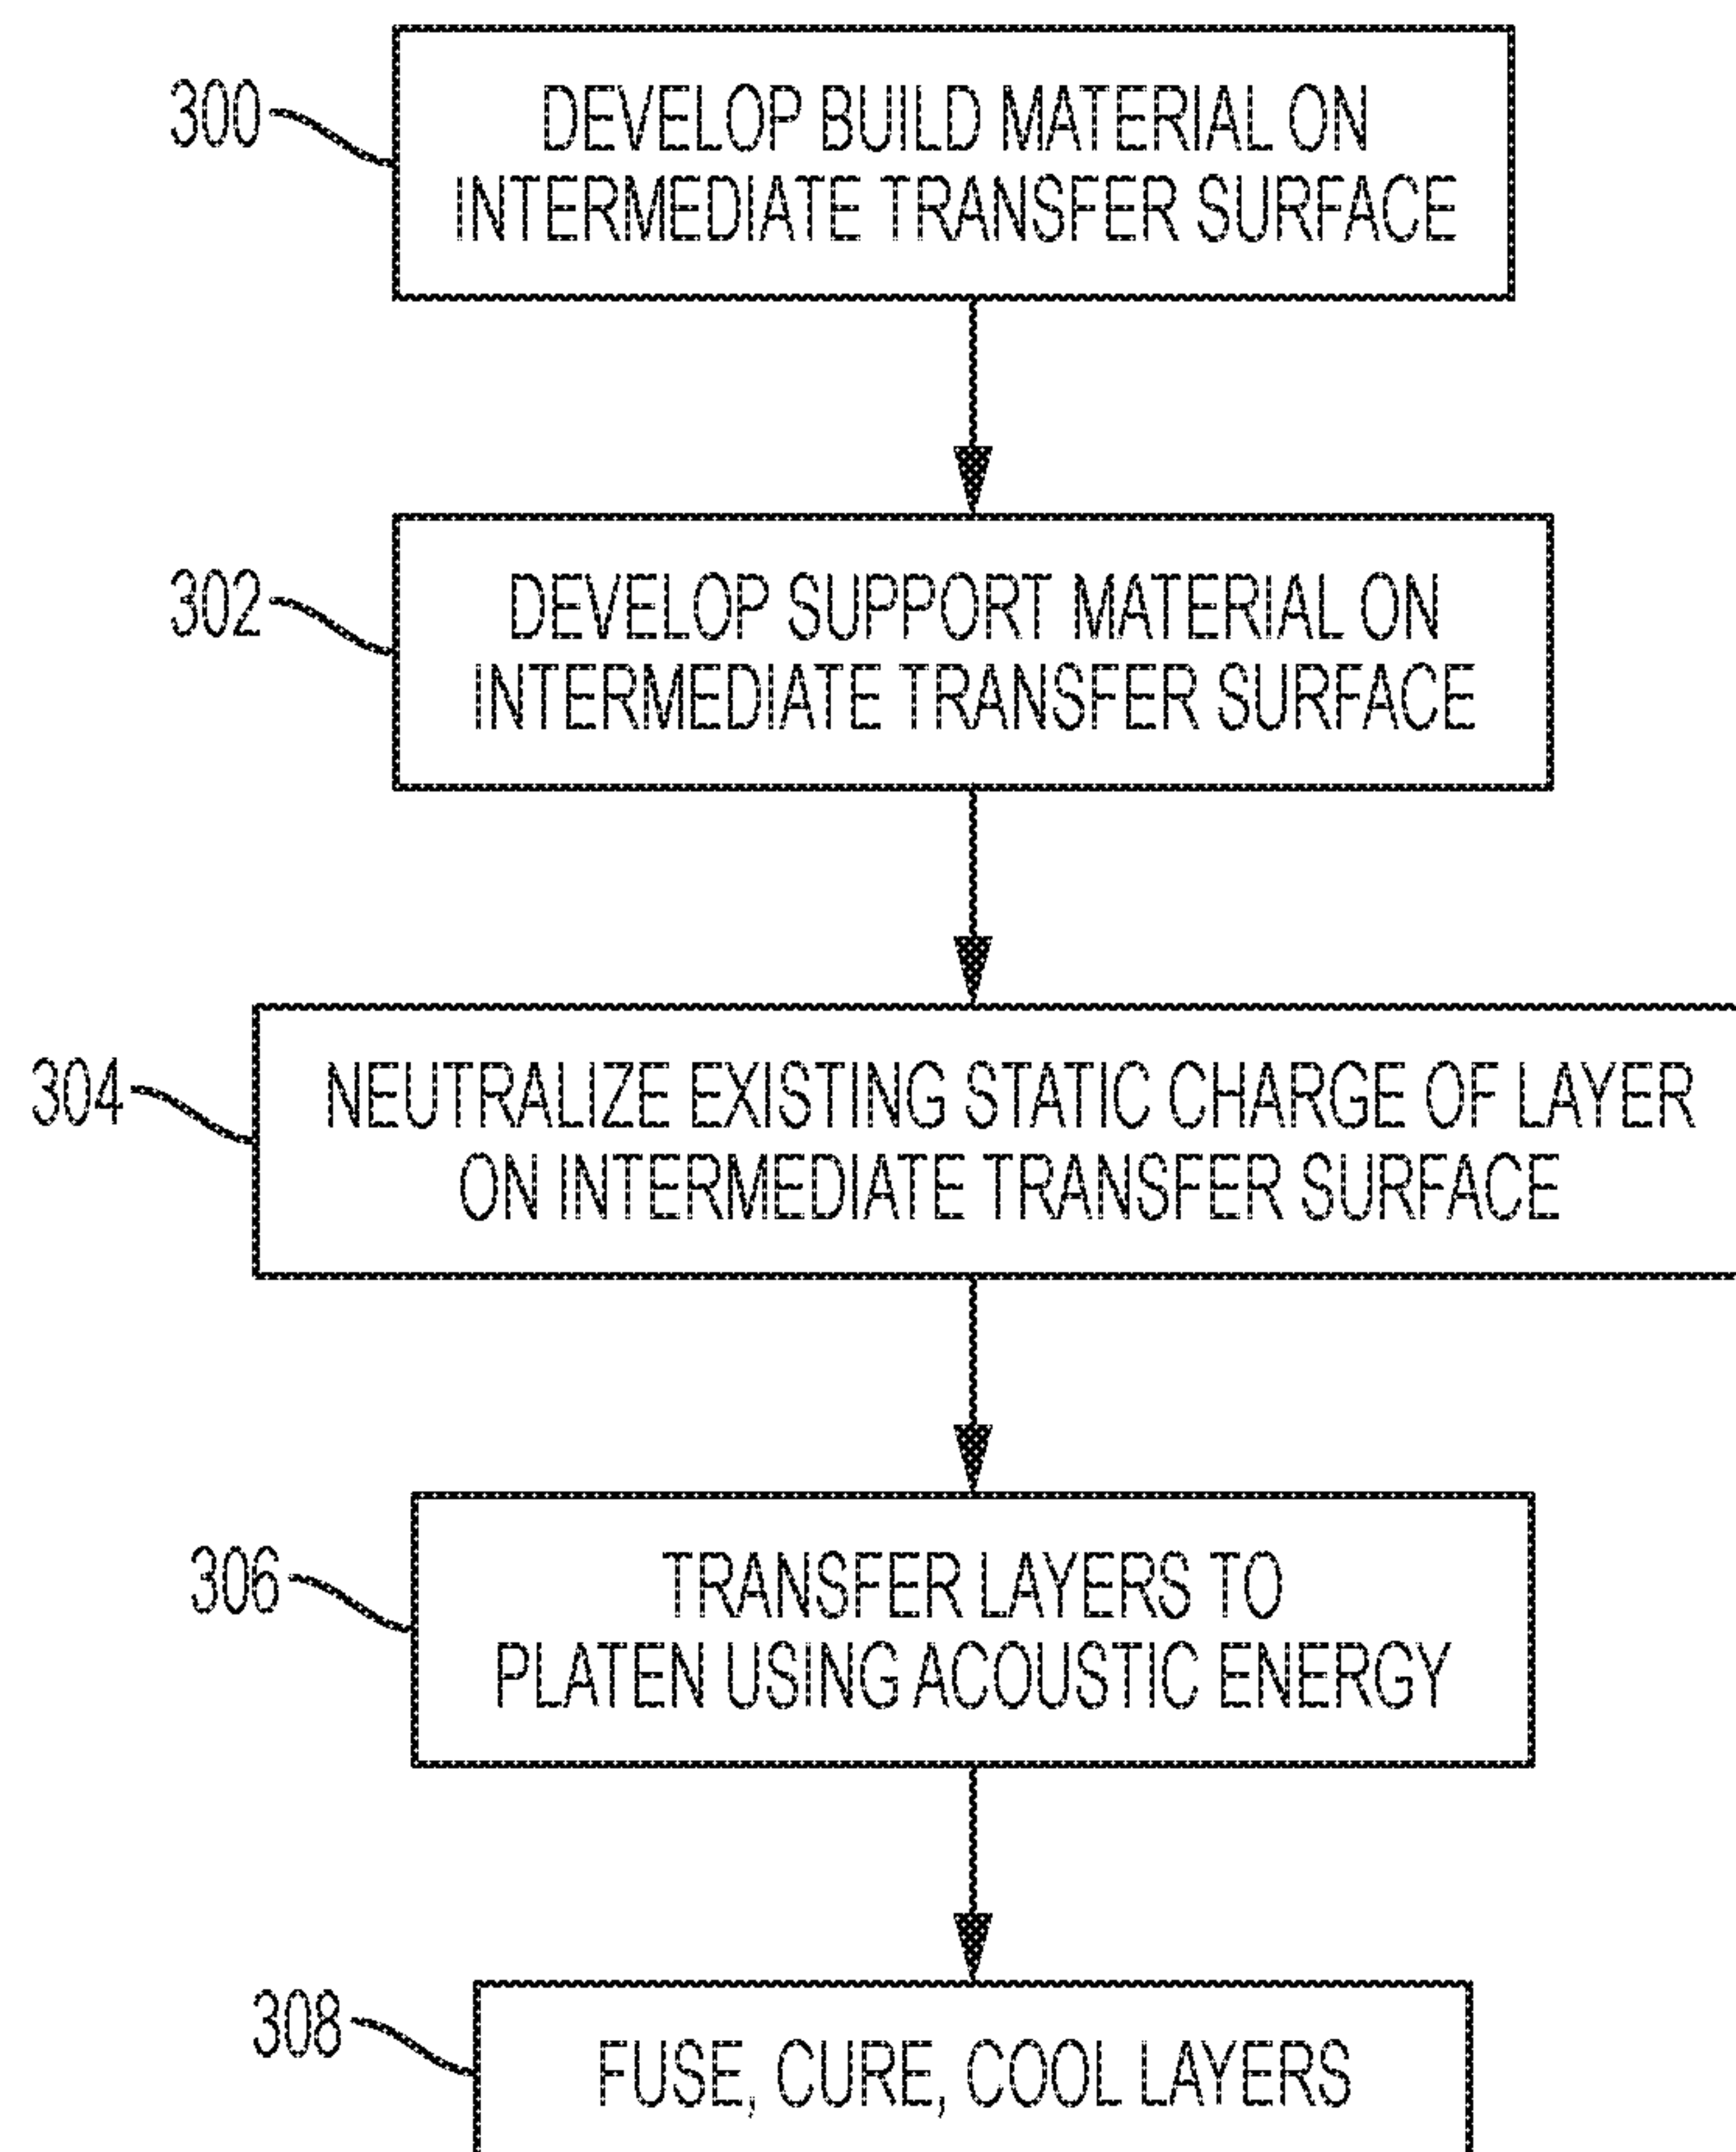 300
DEVELOP BUILD MATERIAL ON
INTERMEDIATE TRANSFER SURFACE
302
DEVELOP SUPPORT MATERIAL ON
INTERMEDIATE TRANSFER SURFACE
304
NEUTRALIZE EXISTING STATIC CHARGE OF LAYER
ON INTERMEDIATE TRANSFER SURFACE
306
TRANSFER LAYERS TO
PLATEN USING ACOUSTIC ENERGY
308
FUSE, CURE, COOL LAYERS